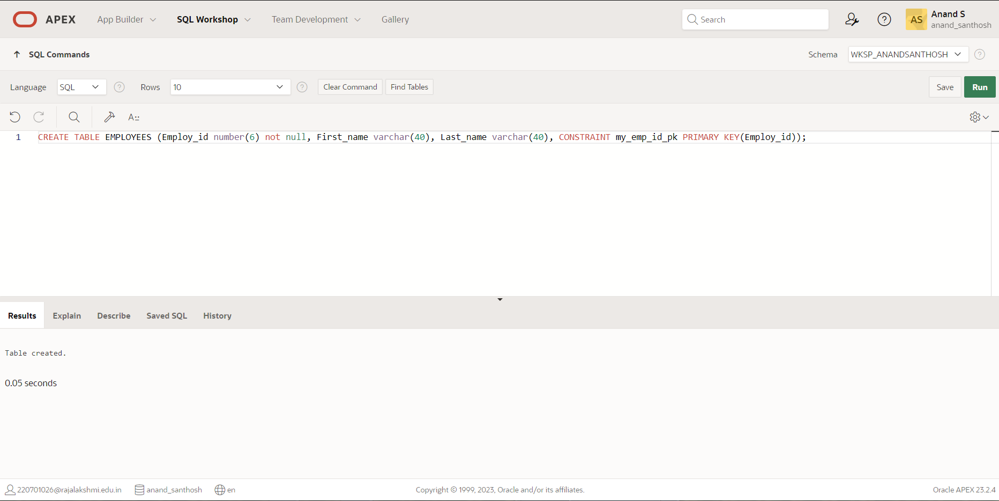 APEX App Builder SQL Workshop Team Development Gallery Search AS Anand S
anand_santhosh
SQL Commands Schema WKSP_ANANDSANTHOSH ?
Language SQL ? Rows 10 ? Clear Command Find Tables Save Run
A::
1 CREATE TABLE EMPLOYEES (Employ_id number(6) not null, First_name varchar(40), Last_name varchar(40), CONSTRAINT my_emp_id_pk PRIMARY KEY(Employ_id));
Results Explain Describe Saved SQL History
Table created.
0.05 seconds
220701026@rajalakshmi.edu.in anand_santhosh en Copyright © 1999, 2023, Oracle and/or its affiliates. Oracle APEX 23.2.4